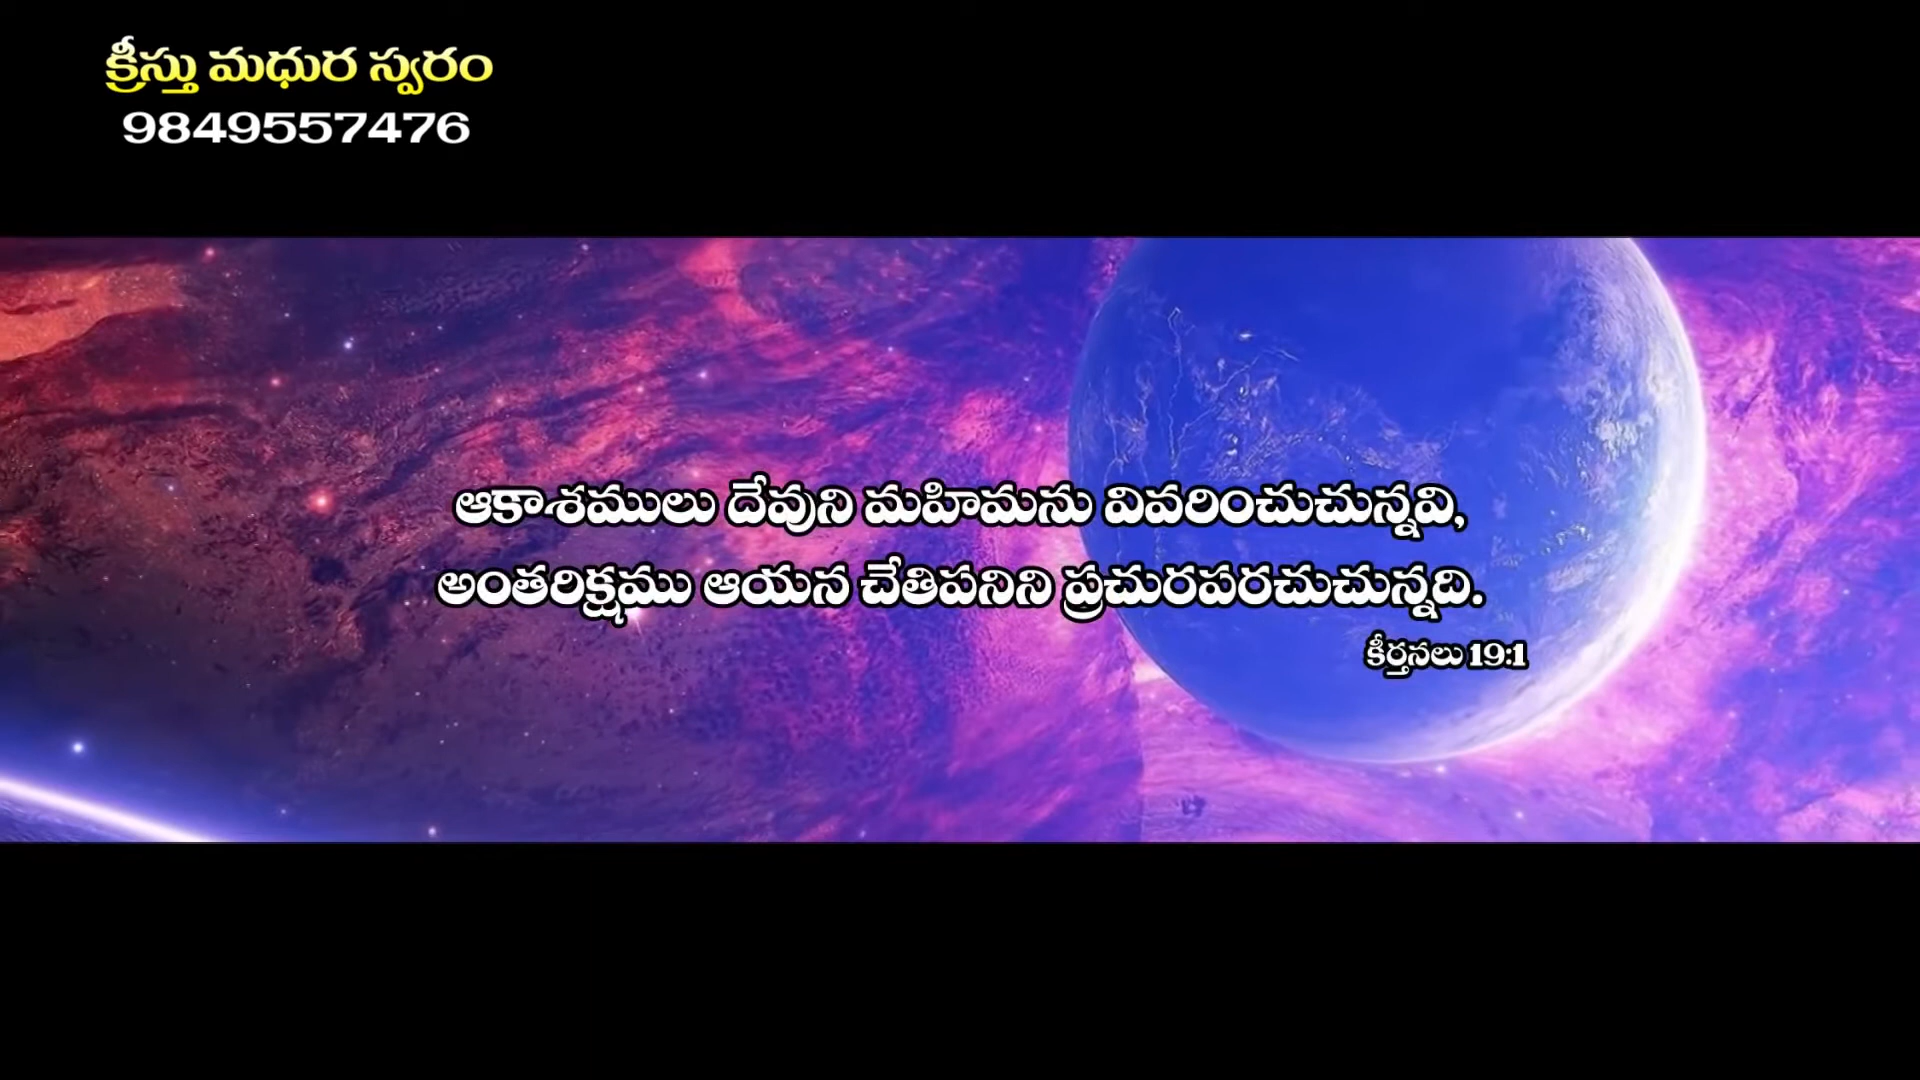 క్రీస్తు మధుర స్వరం
9849557476
ఆకాశములు దేవుని మహిమను వివరించుచున్నవి,
అంతరిక్షము ఆయన చేతిపనిని ప్రచురపరచుచున్నది.
కీర్తనలు 19:1